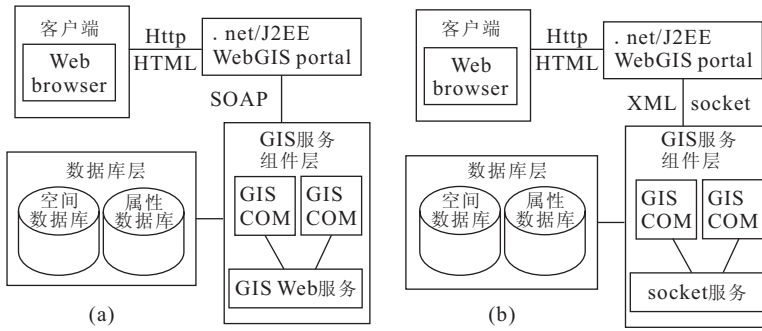 客户端
Web
browser
Http
HTML
. net/J2EE
WebGIS portal
SOAP
GIS服务
组件层
GIS
COM
GIS
COM
GIS Web服务
数据库层
空间
数据库
属性
数据库
(a)
客户端
Web
browser
Http
HTML
. net/J2EE
WebGIS portal
XML socket
GIS服务
组件层
GIS
COM
GIS
COM
socket服务
数据库层
空间
数据库
属性
数据库
(b)